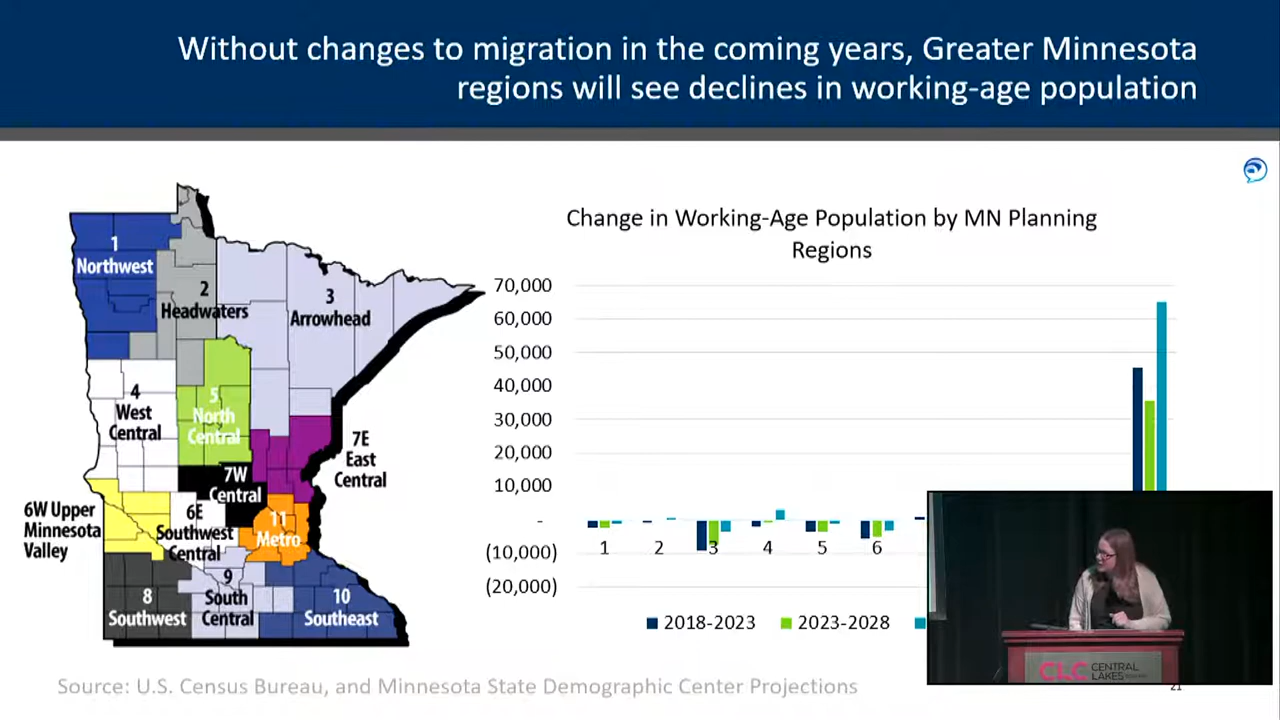 Without changes to migration in the coming years, Greater Minnesota
regions will see declines in working-age population
1
Northwest
2
Headwaters
3
Arrowhead
4
West
Central
5
North
Central
7E
East
Central
7W
Central
6W Upper
Minnesota
Valley
6E
Southwest
Central
11
Metro
8
Southwest
9
South
Central
10
Southeast
Change in Working-Age Population by MN Planning
Regions
70,000
60,000
50,000
40,000
30,000
20,000
10,000
-
(10,000)
(20,000)
1 2 3 4 5 6
2018-2023 2023-2028
CLC CENTRAL
LAKES
Source: U.S. Census Bureau, and Minnesota State Demographic Center Projections
21